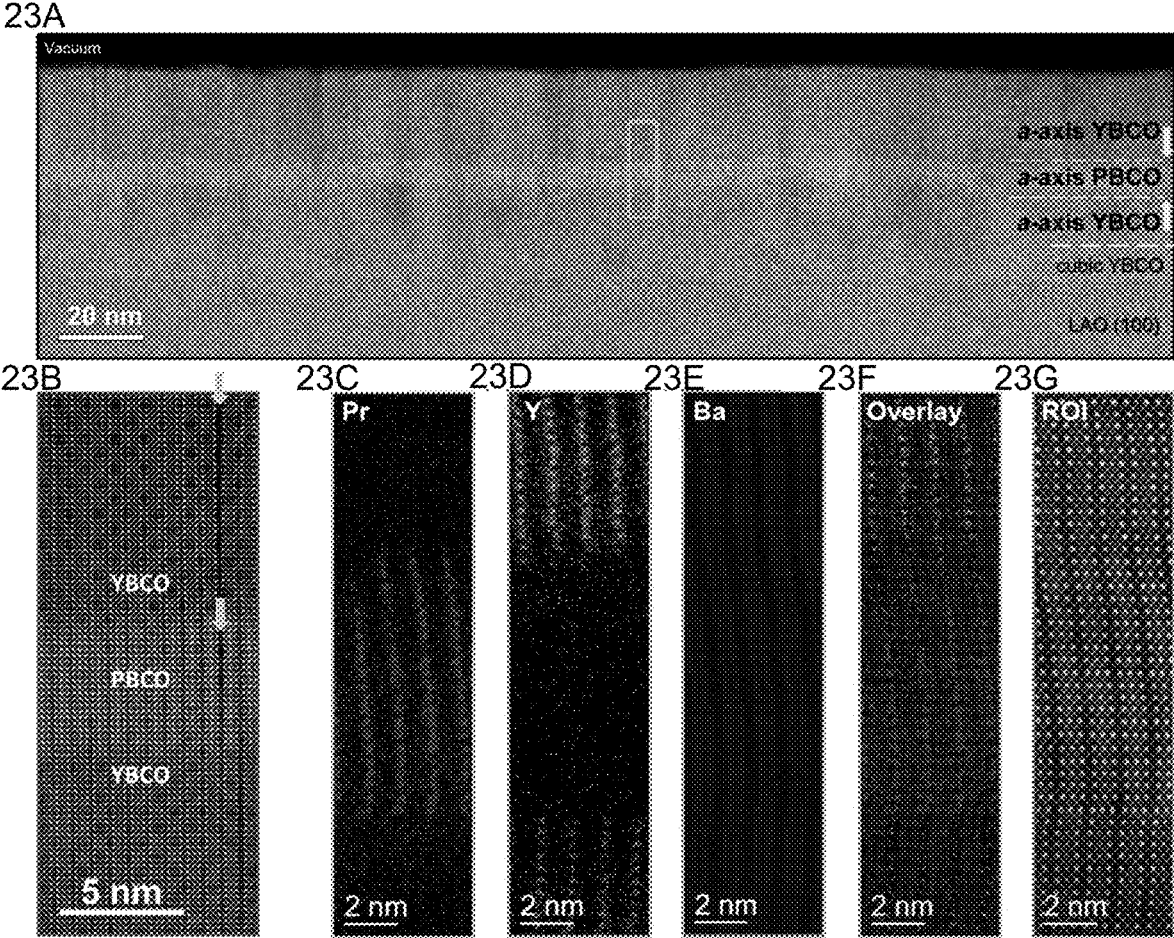 23A
Vacuum
a-axis YBCO
a-axis PBCO
a-axis YBCO
cubic YBCO
LAO (100)
20 nm
23B
23C
23D
23E
23F
23G
Pr
Y
Ba
Overlay
ROI
YBCO
PBCO
YBCO
5 nm
2 nm
2 nm
2 nm
2 nm
2 nm